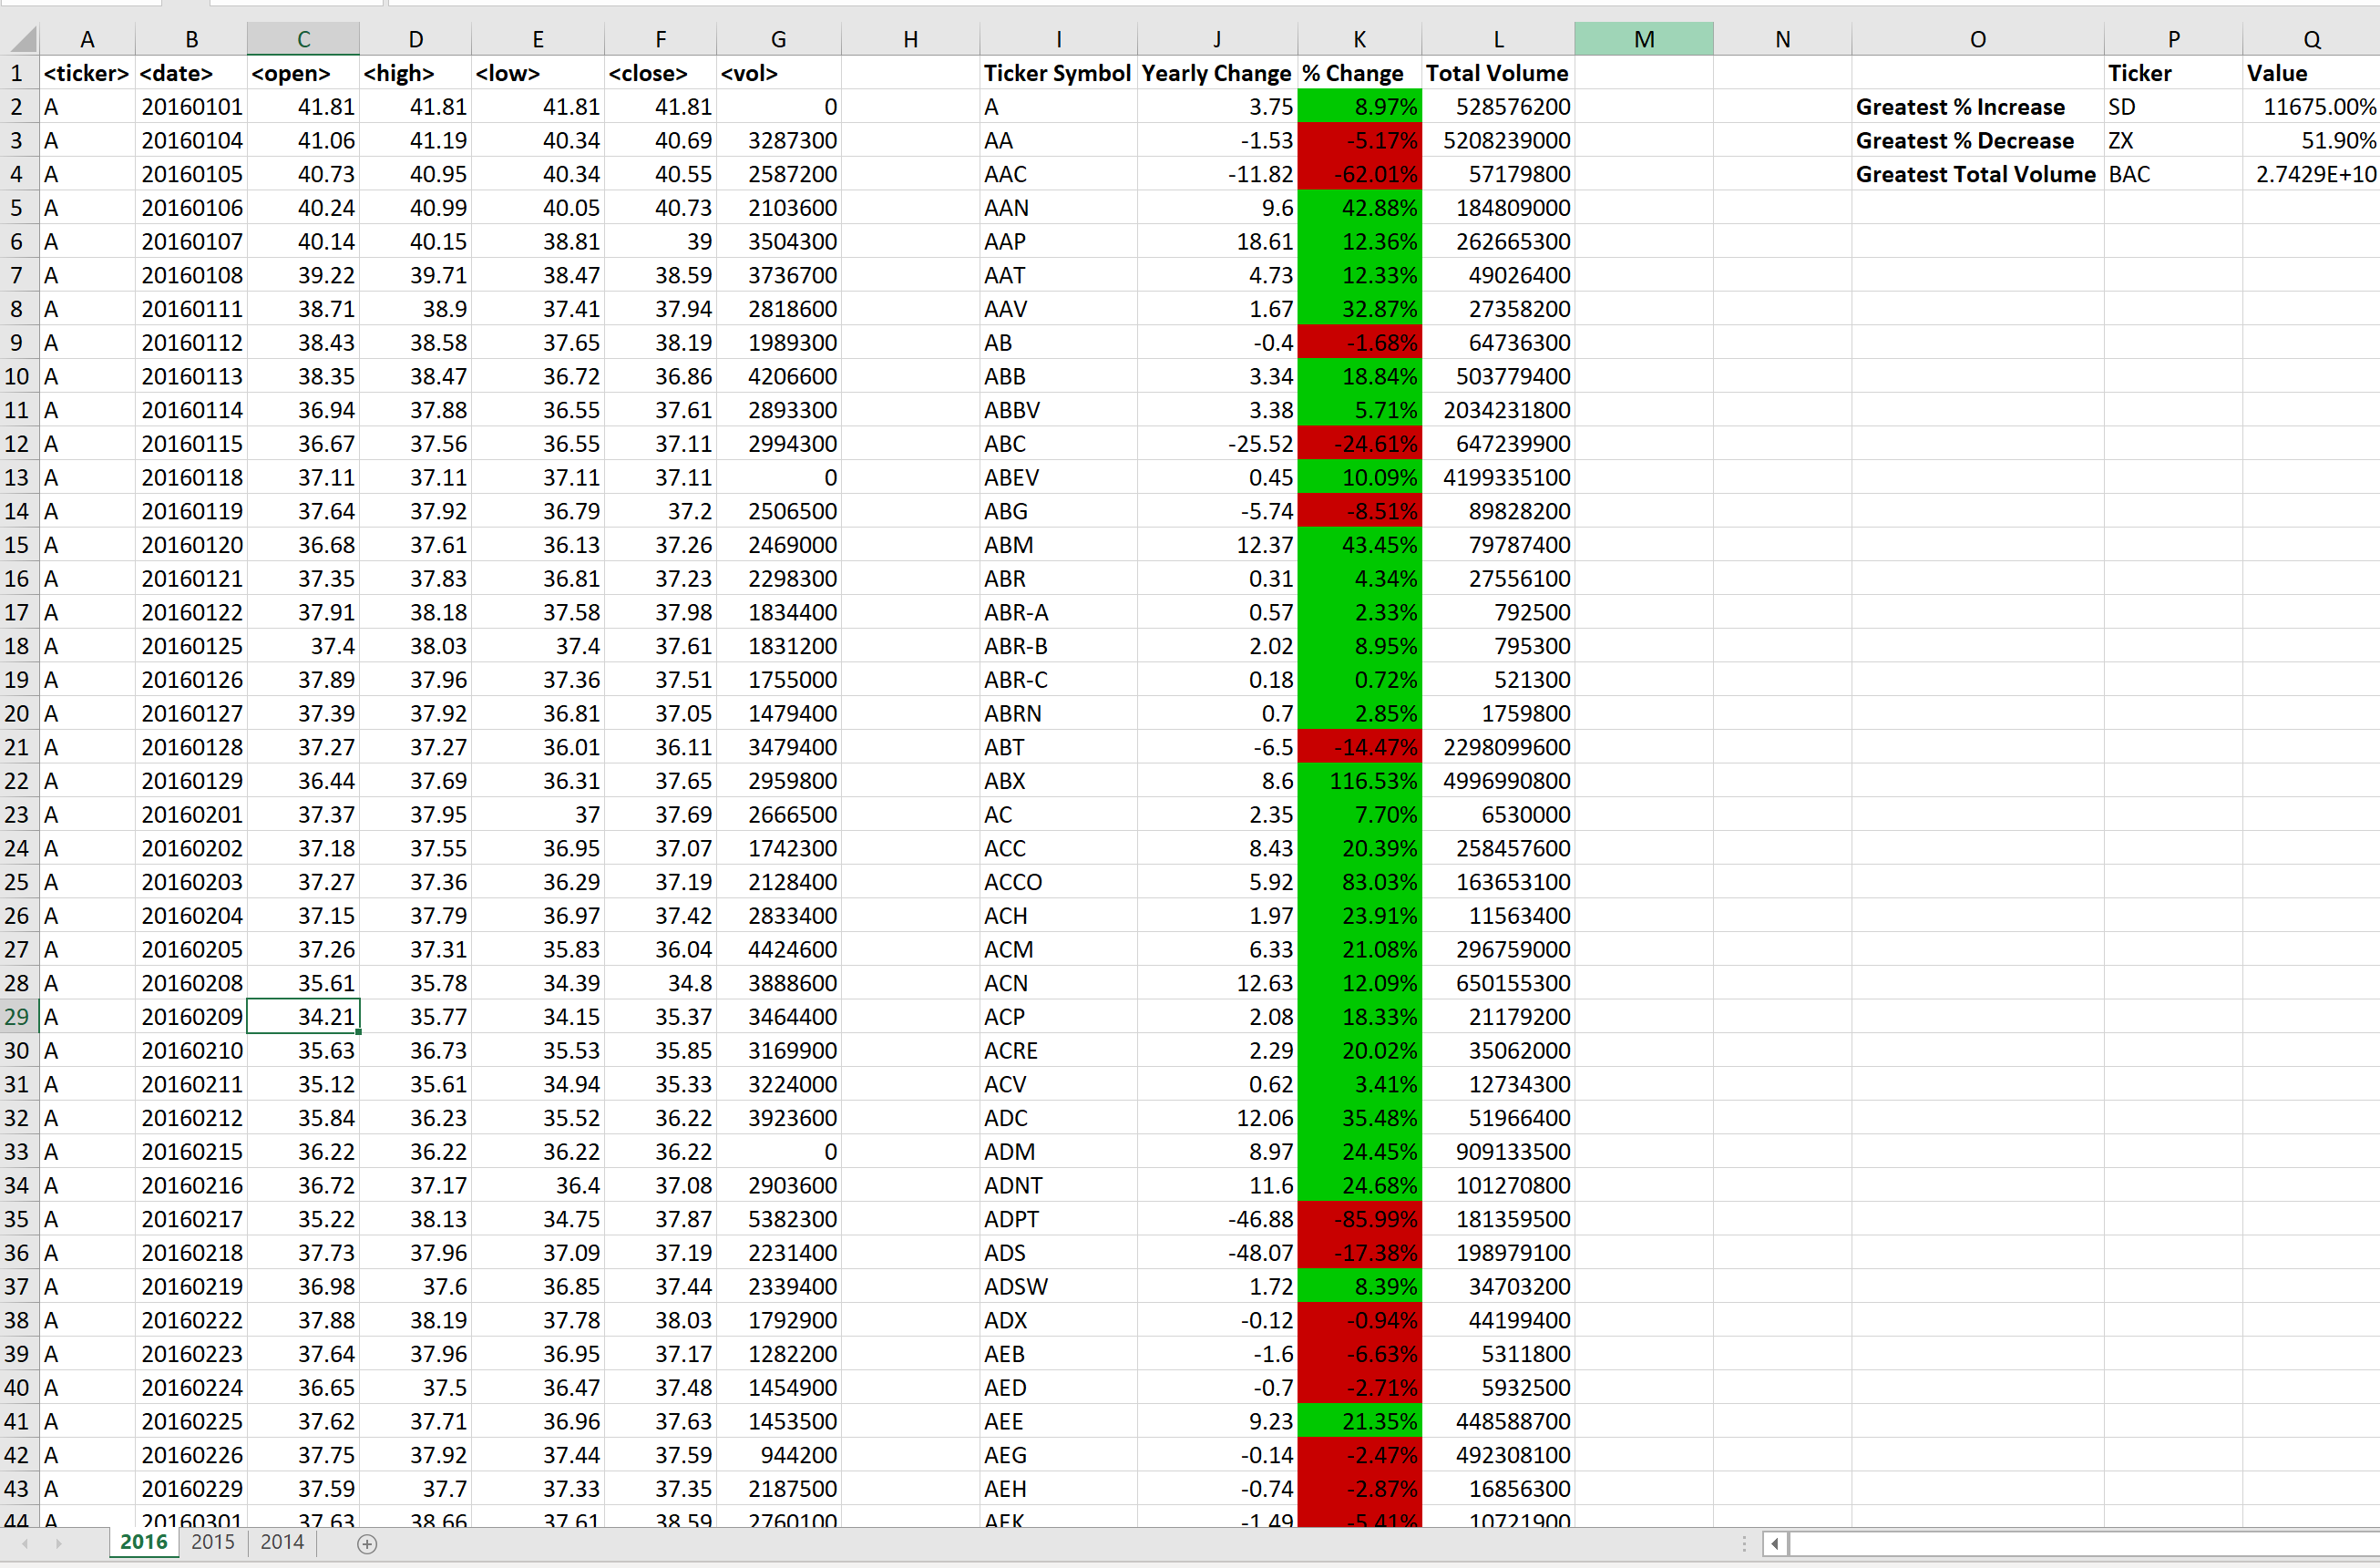 A B C D E F G H I J K L M N O P Q
1 <ticker> <date> <open> <high> <low> <close> <vol> Ticker Symbol Yearly Change % Change Total Volume Ticker Value
2 A 20160101 41.81 41.81 41.81 41.81 0 A 3.75 8.97% 528576200 Greatest % Increase SD 11675.00%
3 A 20160104 41.06 41.19 40.34 40.69 3287300 AA -1.53 -5.17% 5208239000 Greatest % Decrease ZX 51.90%
4 A 20160105 40.73 40.95 40.34 40.55 2587200 AAC -11.82 -62.01% 57179800 Greatest Total Volume BAC 2.7429E+10
5 A 20160106 40.24 40.99 40.05 40.73 2103600 AAN 9.6 42.88% 184809000
6 A 20160107 40.14 40.15 38.81 39 3504300 AAP 18.61 12.36% 262665300
7 A 20160108 39.22 39.71 38.47 38.59 3736700 AAT 4.73 12.33% 49026400
8 A 20160111 38.71 38.9 37.41 37.94 2818600 AAV 1.67 32.87% 27358200
9 A 20160112 38.43 38.58 37.65 38.19 1989300 AB -0.4 -1.68% 64736300
10 A 20160113 38.35 38.47 36.72 36.86 4206600 ABB 3.34 18.84% 503779400
11 A 20160114 36.94 37.88 36.55 37.61 2893300 ABBV 3.38 5.71% 2034231800
12 A 20160115 36.67 37.56 36.55 37.11 2994300 ABC -25.52 -24.61% 647239900
13 A 20160118 37.11 37.11 37.11 37.11 0 ABEV 0.45 10.09% 4199335100
14 A 20160119 37.64 37.92 36.79 37.2 2506500 ABG -5.74 -8.51% 89828200
15 A 20160120 36.68 37.61 36.13 37.26 2469000 ABM 12.37 43.45% 79787400
16 A 20160121 37.35 37.83 36.81 37.23 2298300 ABR 0.31 4.34% 27556100
17 A 20160122 37.91 38.18 37.58 37.98 1834400 ABR-A 0.57 2.33% 792500
18 A 20160125 37.4 38.03 37.4 37.61 1831200 ABR-B 2.02 8.95% 795300
19 A 20160126 37.89 37.96 37.36 37.51 1755000 ABR-C 0.18 0.72% 521300
20 A 20160127 37.39 37.92 36.81 37.05 1479400 ABRN 0.7 2.85% 1759800
21 A 20160128 37.27 37.27 36.01 36.11 3479400 ABT -6.5 -14.47% 2298099600
22 A 20160129 36.44 37.69 36.31 37.65 2959800 ABX 8.6 116.53% 4996990800
23 A 20160201 37.37 37.95 37 37.69 2666500 AC 2.35 7.70% 6530000
24 A 20160202 37.18 37.55 36.95 37.07 1742300 ACC 8.43 20.39% 258457600
25 A 20160203 37.27 37.36 36.29 37.19 2128400 ACCO 5.92 83.03% 163653100
26 A 20160204 37.15 37.79 36.97 37.42 2833400 ACH 1.97 23.91% 11563400
27 A 20160205 37.26 37.31 35.83 36.04 4424600 ACM 6.33 21.08% 296759000
28 A 20160208 35.61 35.78 34.39 34.8 3888600 ACN 12.63 12.09% 650155300
29 A 20160209 34.21 35.77 34.15 35.37 3464400 ACP 2.08 18.33% 21179200
30 A 20160210 35.63 36.73 35.53 35.85 3169900 ACRE 2.29 20.02% 35062000
31 A 20160211 35.12 35.61 34.94 35.33 3224000 ACV 0.62 3.41% 12734300
32 A 20160212 35.84 36.23 35.52 36.22 3923600 ADC 12.06 35.48% 51966400
33 A 20160215 36.22 36.22 36.22 36.22 0 ADM 8.97 24.45% 909133500
34 A 20160216 36.72 37.17 36.4 37.08 2903600 ADNT 11.6 24.68% 101270800
35 A 20160217 35.22 38.13 34.75 37.87 5382300 ADPT -46.88 -85.99% 181359500
36 A 20160218 37.73 37.96 37.09 37.19 2231400 ADS -48.07 -17.38% 198979100
37 A 20160219 36.98 37.6 36.85 37.44 2339400 ADSW 1.72 8.39% 34703200
38 A 20160222 37.88 38.19 37.78 38.03 1792900 ADX -0.12 -0.94% 44199400
39 A 20160223 37.64 37.96 36.95 37.17 1282200 AEB -1.6 -6.63% 5311800
40 A 20160224 36.65 37.5 36.47 37.48 1454900 AED -0.7 -2.71% 5932500
41 A 20160225 37.62 37.71 36.96 37.63 1453500 AEE 9.23 21.35% 448588700
42 A 20160226 37.75 37.92 37.44 37.59 944200 AEG -0.14 -2.47% 492308100
43 A 20160229 37.59 37.7 37.33 37.35 2187500 AEH -0.74 -2.87% 16856300
44 A 20160301 37.63 38.66 37.61 38.59 2760100 AEK -1.49 -5.41% 10721900
2016 2015 2014